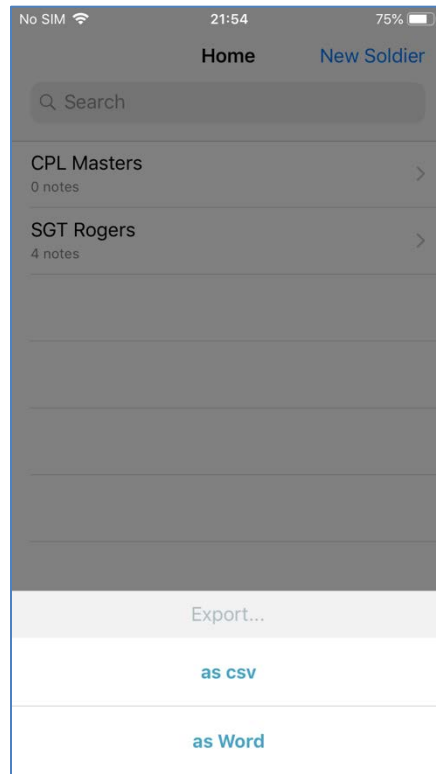 No SIM 21:54 75%
Home New Soldier
Search
CPL Masters
0 notes
SGT Rogers
4 notes
Export...
as csv
as Word